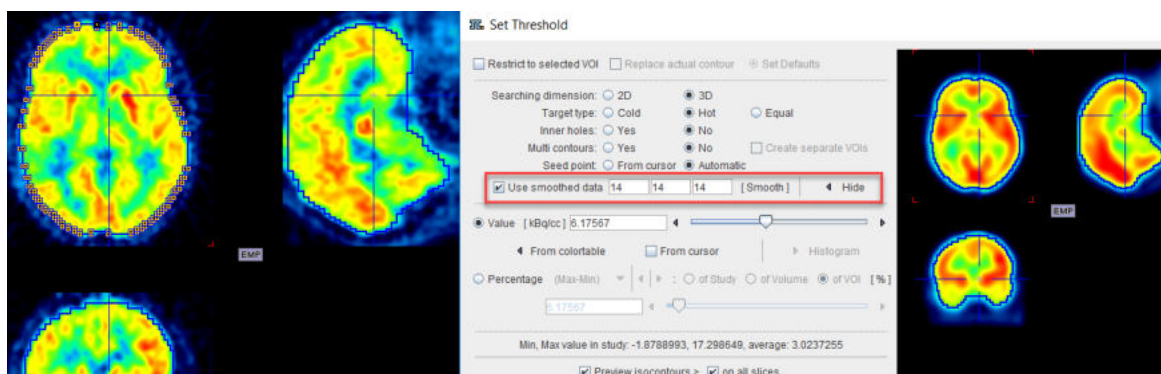 Set Threshold
Restrict to selected VOI Replace actual contour Set Defaults
Searching dimension: 2D 3D
Target type: Cold Hot Equal
Inner holes: Yes No
Multi contours: Yes No Create separate VOIs
Seed point: From cursor Automatic
Use smoothed data 14 14 14 [Smooth] Hide
Value [kBq/cc] 6.17567
From colortable From cursor Histogram
Percentage (Max-Min) : of Study of Volume of VOI [%]
6.17567
Min, Max value in study: -1.8788993, 17.298649, average: 3.0237255
Preview isocontours > on all slices
EMP
EMP